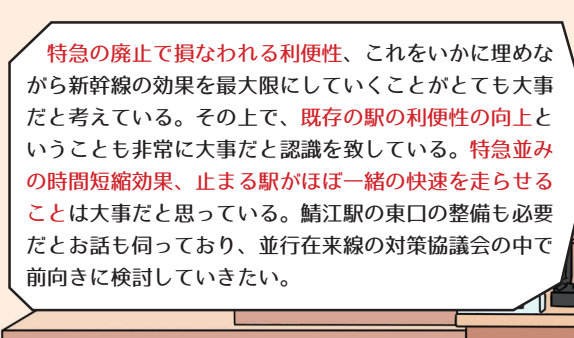 特急の廃止で損なわれる利便性、これをいかに埋めな
がら新幹線の効果を最大限にしていくことがとても大事
だと考えている。その上で、既存の駅の利便性の向上と
いうことも非常に大事だと認識を致している。特急並み
の時間短縮効果、止まる駅がほぼ一緒の快速を走らせる
ことは大事だと思っている。鯖江駅の東口の整備も必要
だとお話も伺っており、並行在来線の対策協議会の中で
前向きに検討していきたい。